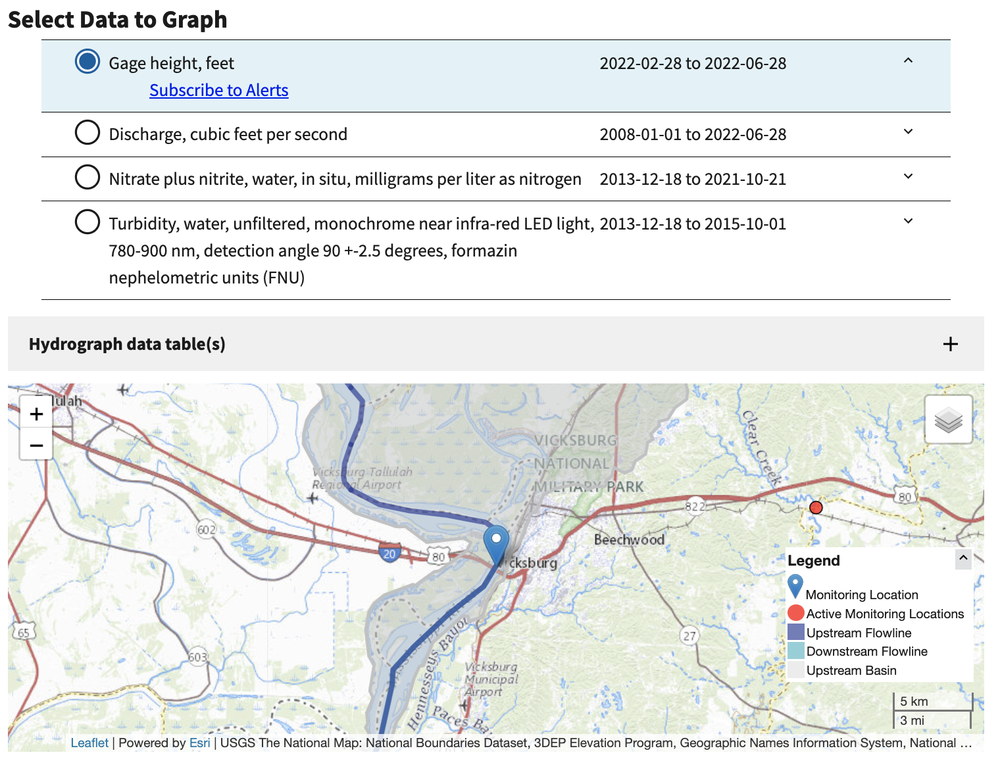 Select Data to Graph
Gage height, feet 2022-02-28 to 2022-06-28
Subscribe to Alerts
Discharge, cubic feet per second 2008-01-01 to 2022-06-28
Nitrate plus nitrite, water, in situ, milligrams per liter as nitrogen 2013-12-18 to 2021-10-21
Turbidity, water, unfiltered, monochrome near infra-red LED light, 2013-12-18 to 2015-10-01
780-900 nm, detection angle 90 +-2.5 degrees, formazin
nephelometric units (FNU)
Hydrograph data table(s) +
+
−
lulah
Clear Creek
VICKSBURG
NATIONAL
MILITARY PARK
Vicksburg Tallulah
Regional Airport
80
822
602
20
80
Beechwood
Vicksburg
65
603
27
Hennesseys Bayou
Vicksburg
Municipal
Airport
Paces Ba
Legend
Monitoring Location
Active Monitoring Locations
Upstream Flowline
Downstream Flowline
Upstream Basin
5 km
3 mi
Leaflet | Powered by Esri | USGS The National Map: National Boundaries Dataset, 3DEP Elevation Program, Geographic Names Information System, National ...